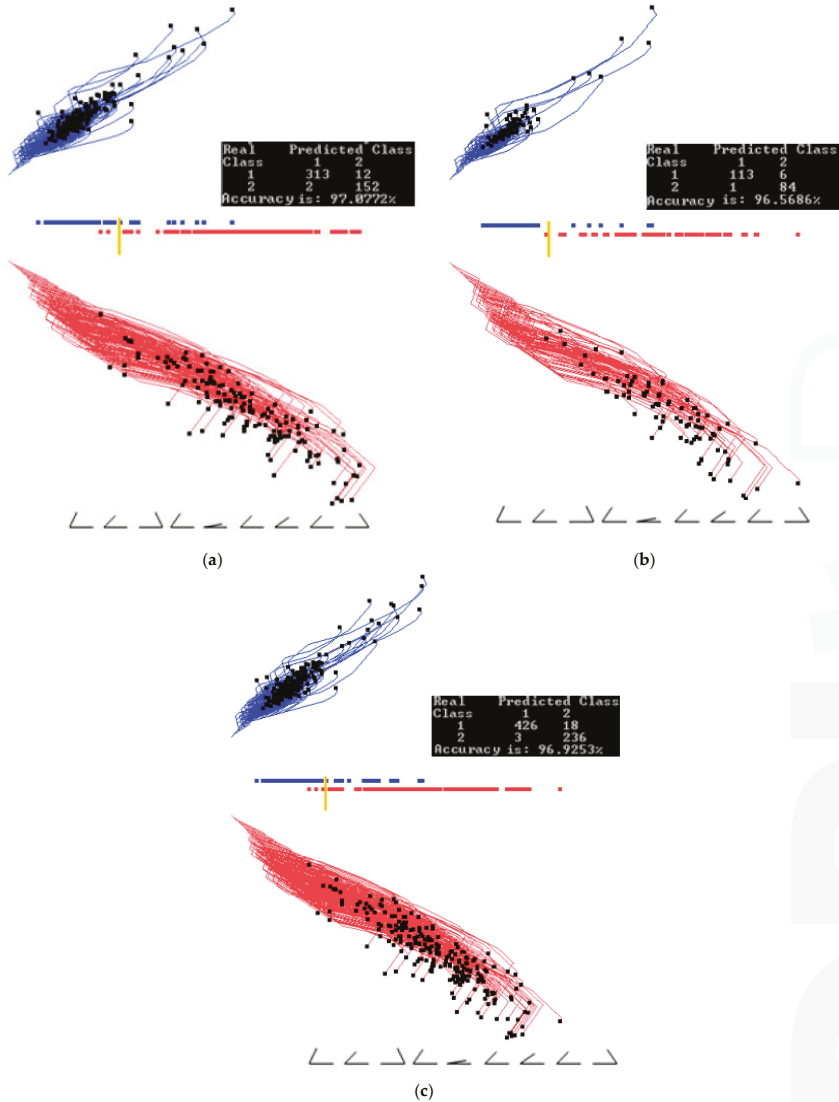 Real Predicted Class
Class 1 2
1 313 12
2 2 152
Accuracy is: 97.0772%
Real Predicted Class
Class 1 2
1 113 6
2 1 84
Accuracy is: 96.5686%
(a)
(b)
Real Predicted Class
Class 1 2
1 426 18
2 3 236
Accuracy is: 96.9253%
(c)